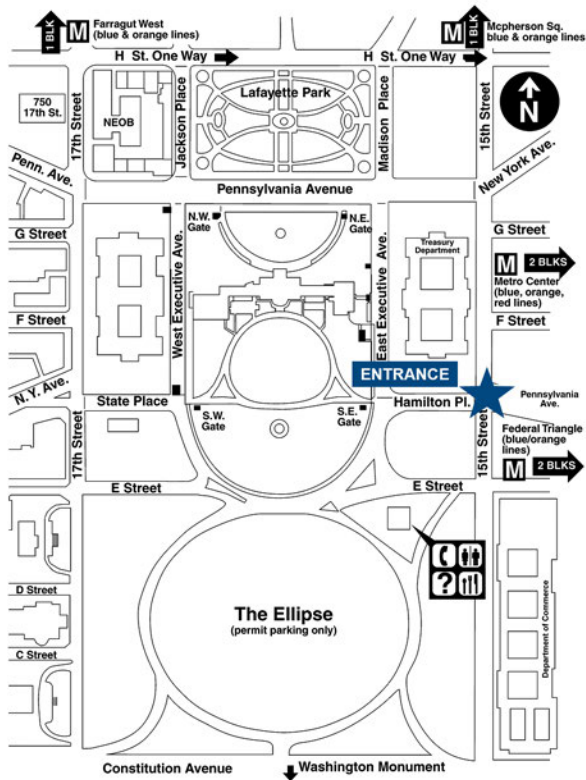 1 BLK
M
Farragut West
(blue & orange lines)
M
1 BLK
Mcpherson Sq.
blue & orange lines
H St. One Way
H St. One Way
750
17th St.
17th Street
NEOB
Jackson Place
Lafayette Park
Madison Place
15th Street
N
Penn. Ave.
New York Ave.
Pennsylvania Avenue
G Street
N.W.
Gate
N.E.
Gate
G Street
Treasury
Department
M
2 BLKS
Metro Center
(blue, orange,
red lines)
West Executive Ave.
East Executive Ave.
F Street
F Street
ENTRANCE
N.Y. Ave.
State Place
Hamilton Pl.
Pennsylvania
Ave.
S.W.
Gate
S.E.
Gate
17th Street
15th Street
Federal Triangle
(blue/orange
lines)
M
2 BLKS
E Street
E Street
?
D Street
The Ellipse
(permit parking only)
Department of Commerce
C Street
Constitution Avenue
Washington Monument